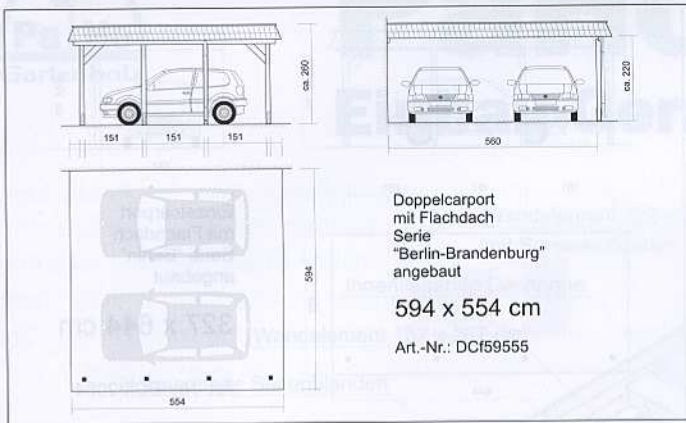 ca. 260
ca. 220
151 151 151
560
594
554
Doppelcarport
mit Flachdach
Serie
"Berlin-Brandenburg"
angebaut
594 x 554 cm
Art.-Nr.: DCf59555